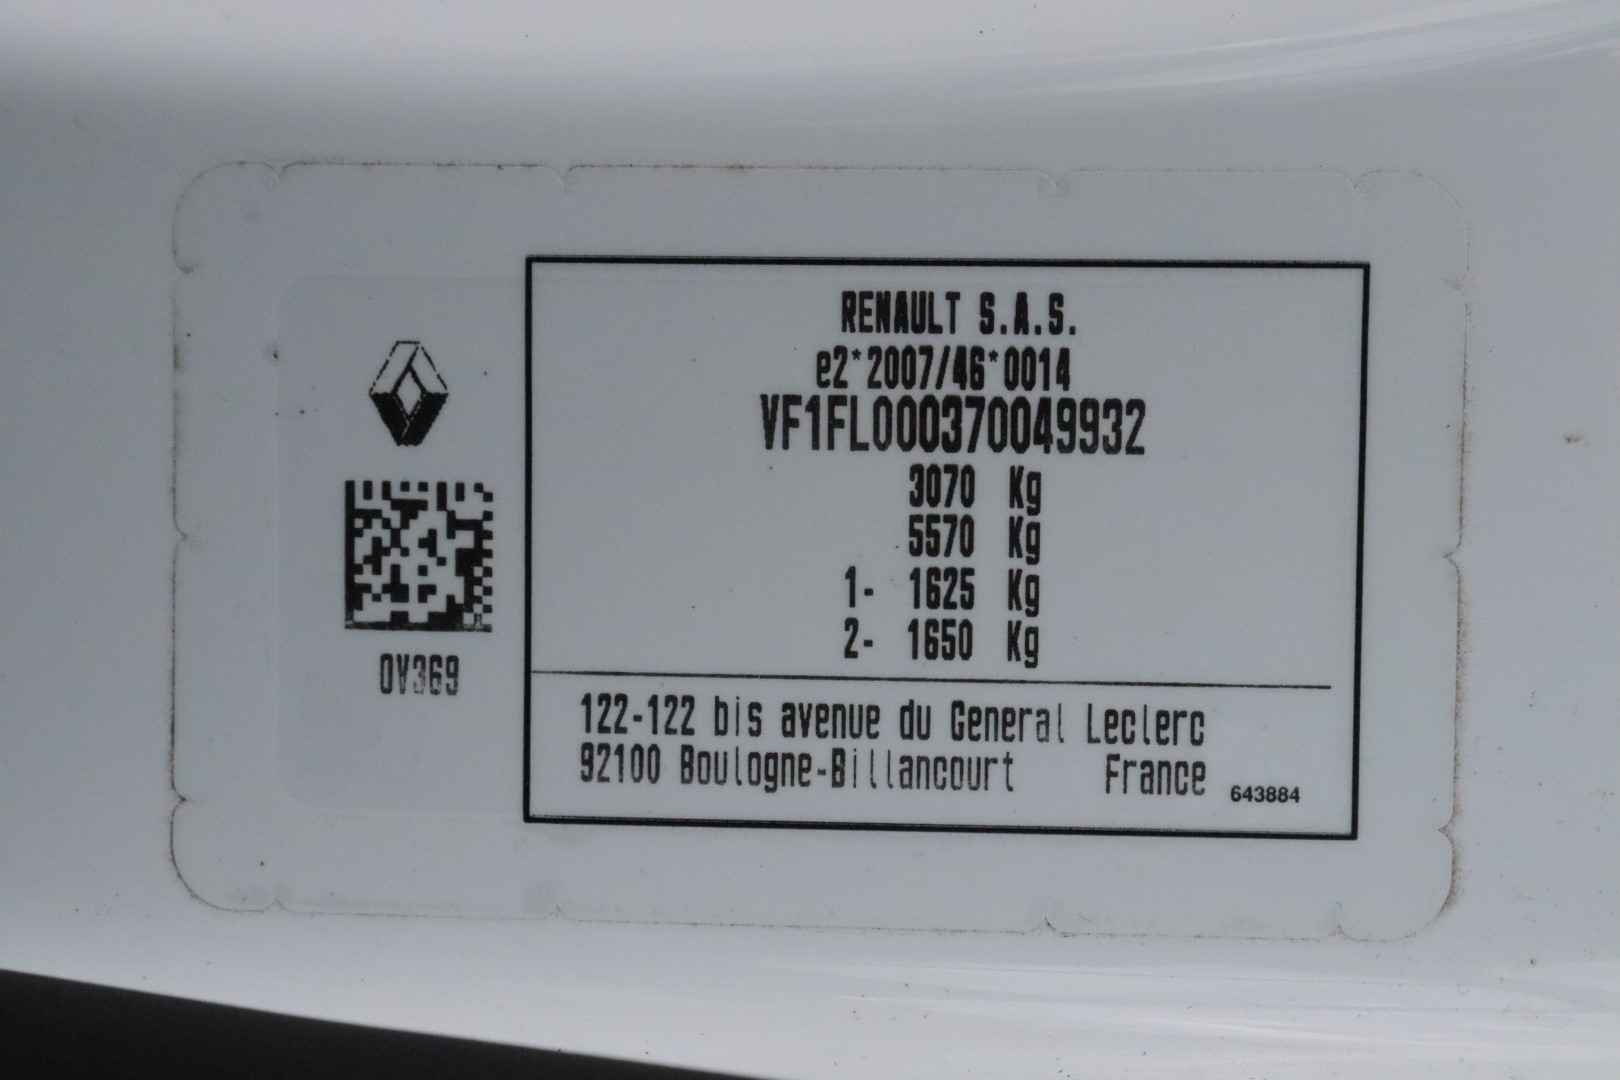 RENAULT S.A.S.
e2*2007/46*0014
VF1FL000370049932
3070 Kg
5570 Kg
1- 1625 Kg
2- 1650 Kg
0V369
122-122 bis avenue du General Leclerc
92100 Boulogne-Billancourt France
643884